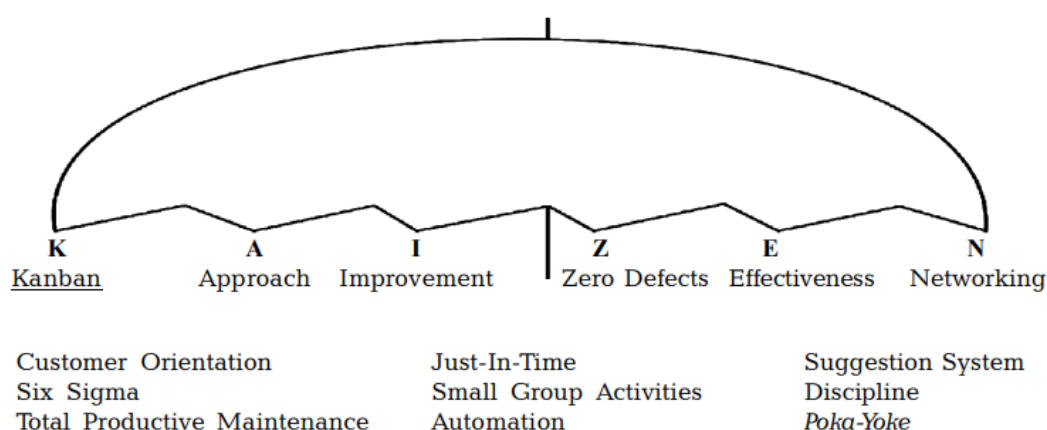 K A I Z E N
Kanban Approach Improvement Zero Defects Effectiveness Networking
Customer Orientation Just-In-Time Suggestion System
Six Sigma Small Group Activities Discipline
Total Productive Maintenance Automation Poka-Yoke